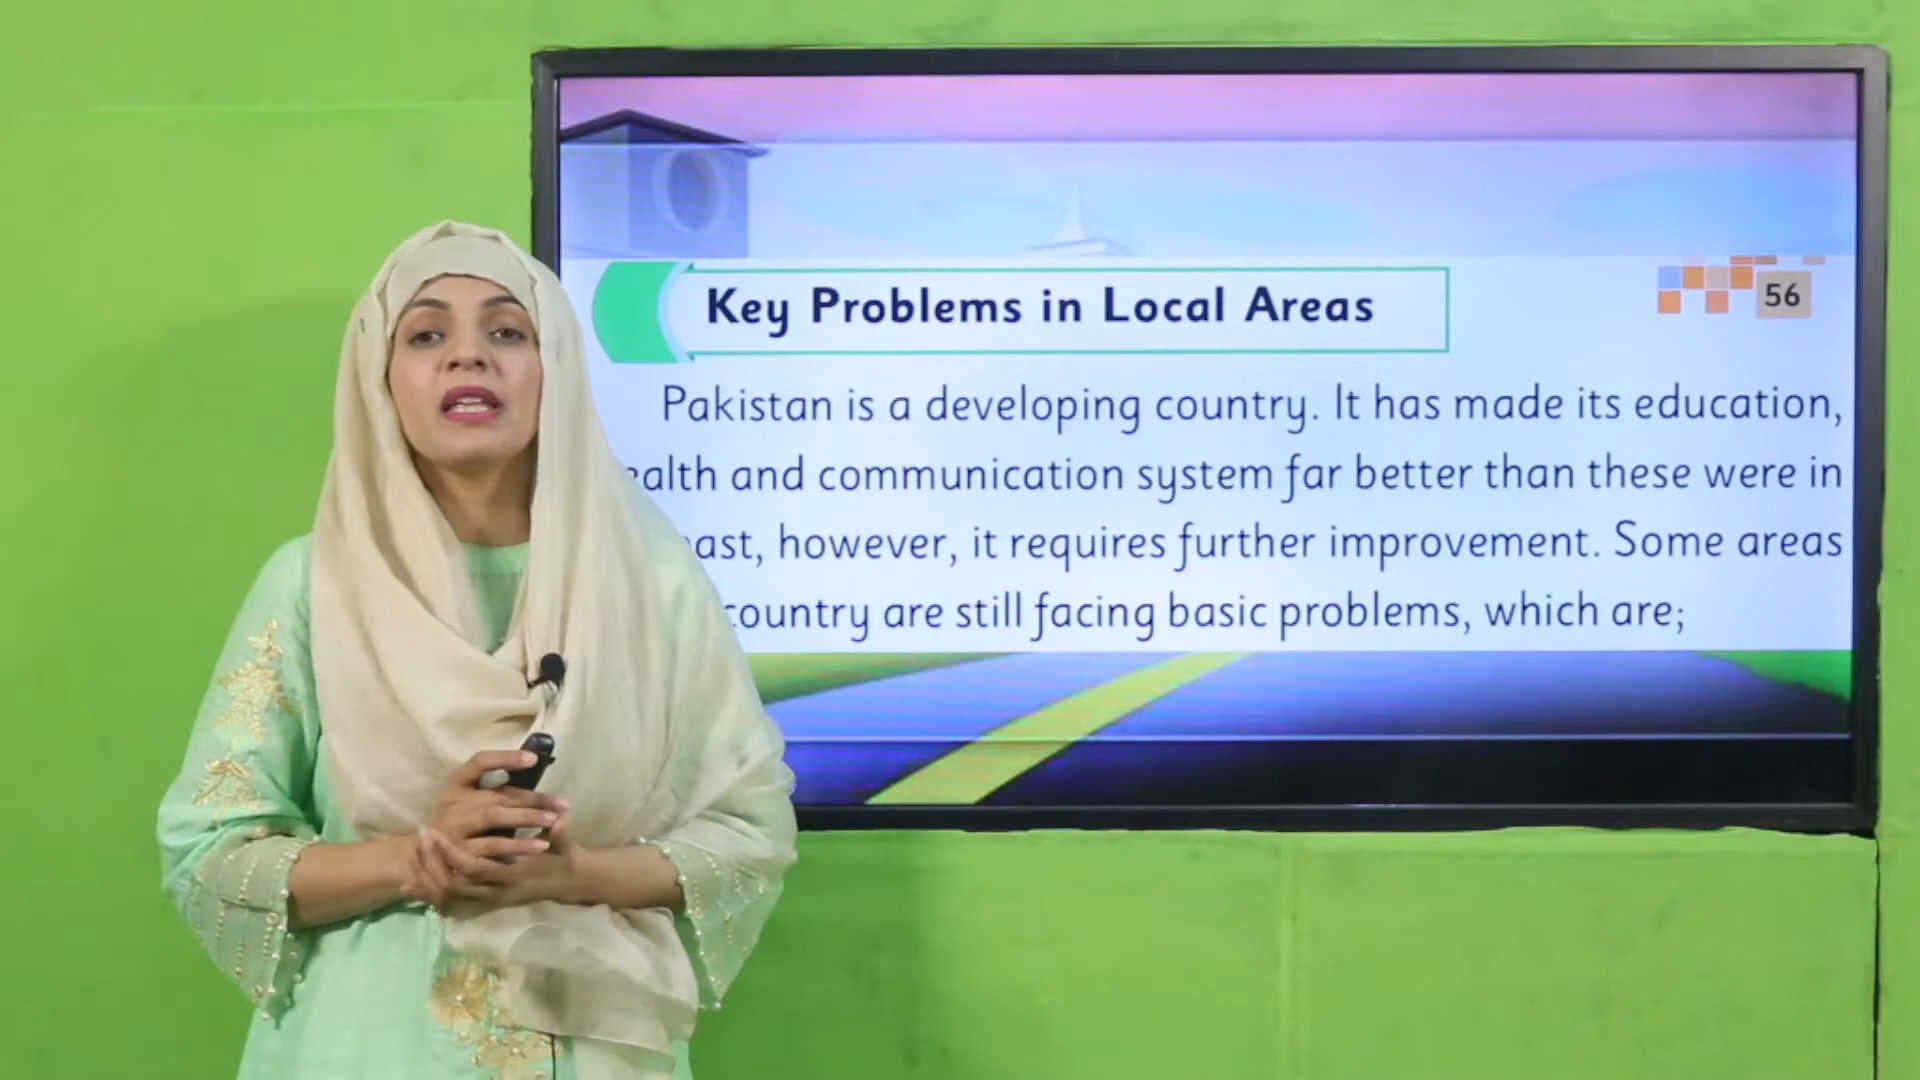 Key Problems in Local Areas
56
Pakistan is a developing country. It has made its education,
and communication system far better than these were in
however, it requires further improvement. Some areas
country are still facing basic problems, which are;